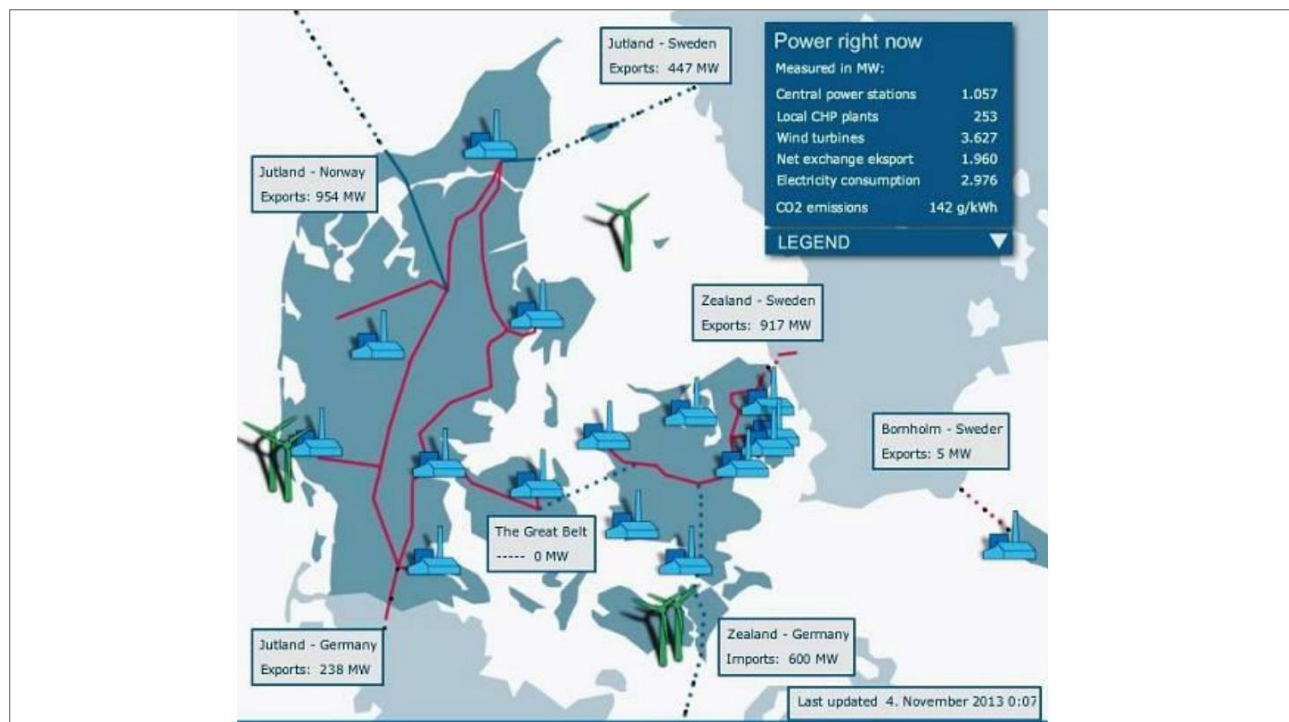 Jutland - Sweden
Exports: 447 MW
Power right now
Measured in MW:
Central power stations 1.057
Local CHP plants 253
Wind turbines 3.627
Net exchange eksport 1.960
Electricity consumption 2.976
CO2 emissions 142 g/kWh
LEGEND
Jutland - Norway
Exports: 954 MW
Zealand - Sweden
Exports: 917 MW
Bornholm - Sweder
Exports: 5 MW
The Great Belt
----- 0 MW
Jutland - Germany
Exports: 238 MW
Zealand - Germany
Imports: 600 MW
Last updated 4. November 2013 0:07